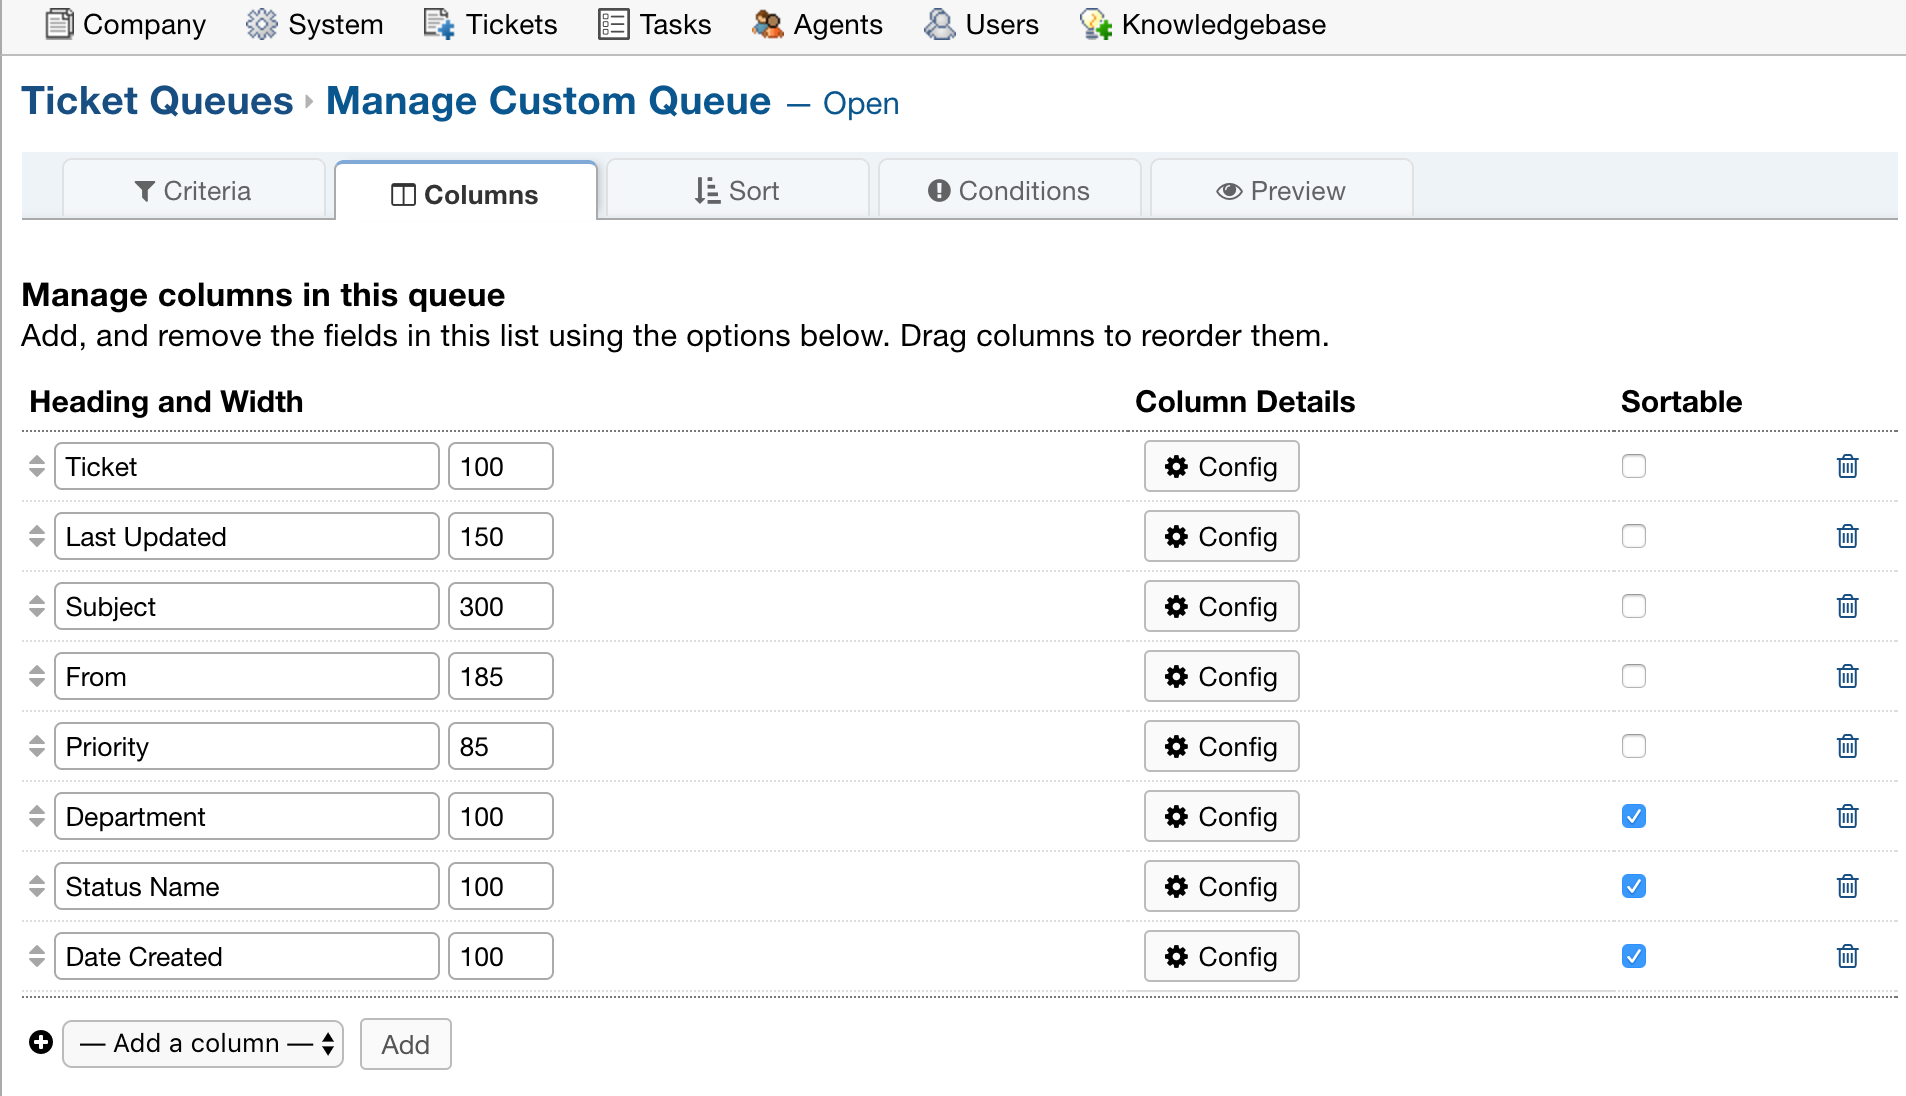 Company System Tickets Tasks Agents Users Knowledgebase
Ticket Queues Manage Custom Queue — Open
Criteria Columns Sort Conditions Preview
Manage columns in this queue
Add, and remove the fields in this list using the options below. Drag columns to reorder them.
Heading and Width Column Details Sortable
Ticket 100 Config
Last Updated 150 Config
Subject 300 Config
From 185 Config
Priority 85 Config
Department 100 Config
Status Name 100 Config
Date Created 100 Config
— Add a column — Add